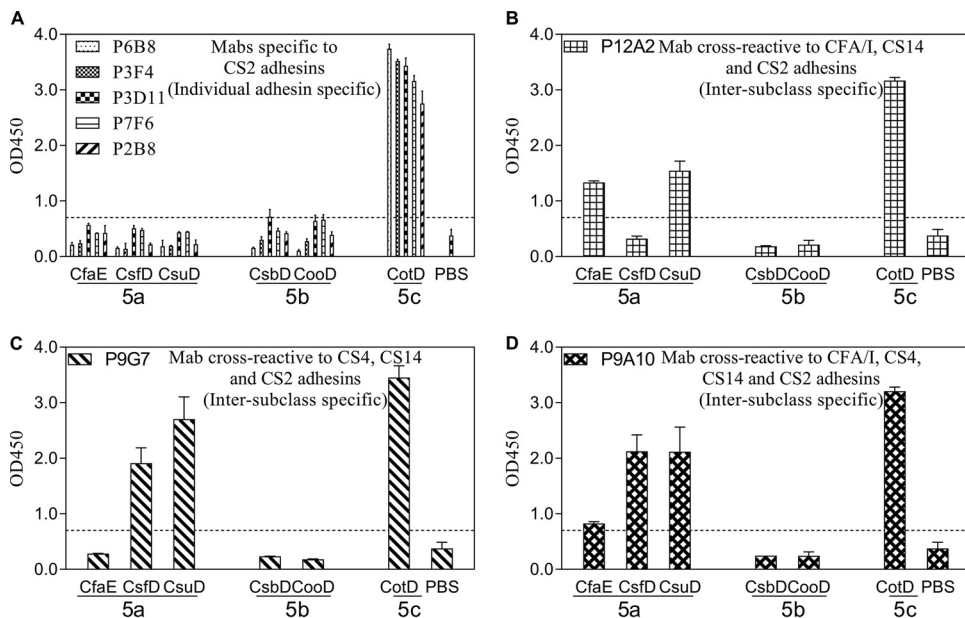 A
OD450
4.0
3.0
2.0
1.0
0.0
P6B8
P3F4
P3D11
P7F6
P2B8
Mabs specific to
CS2 adhesins
(Individual adhesin specific)
CfaE CsfD CsuD CsbD CooD CotD PBS
5a 5b 5c
B
OD450
4.0
3.0
2.0
1.0
0.0
P12A2 Mab cross-reactive to CFA/I, CS14
and CS2 adhesins
(Inter-subclass specific)
CfaE CsfD CsuD CsbD CooD CotD PBS
5a 5b 5c
C
OD450
4.0
3.0
2.0
1.0
0.0
P9G7 Mab cross-reactive to CS4, CS14
and CS2 adhesins
(Inter-subclass specific)
CfaE CsfD CsuD CsbD CooD CotD PBS
5a 5b 5c
D
OD450
4.0
3.0
2.0
1.0
0.0
P9A10 Mab cross-reactive to CFA/I, CS4,
CS14 and CS2 adhesins
(Inter-subclass specific)
CfaE CsfD CsuD CsbD CooD CotD PBS
5a 5b 5c